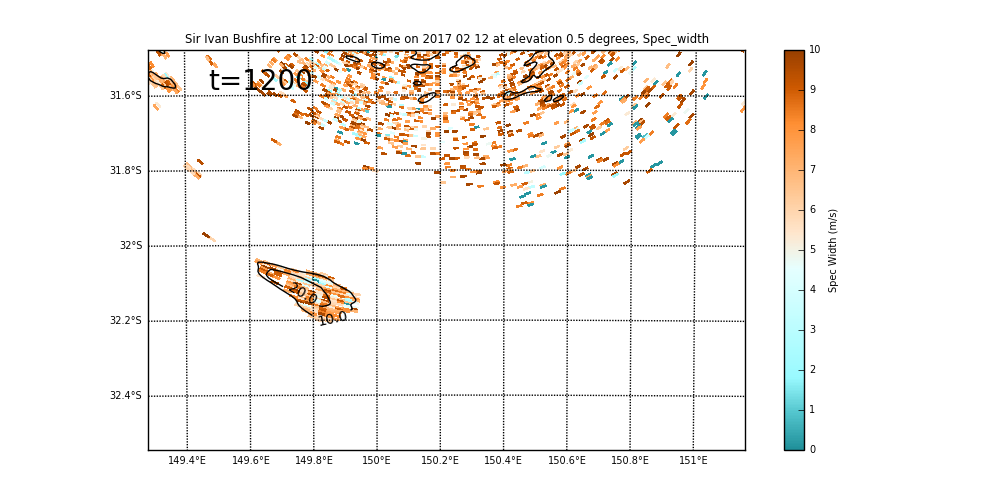 Sir Ivan Bushfire at 12:00 Local Time on 2017 02 12 at elevation 0.5 degrees, Spec_width
t=1200
31.6°S
31.8°S
32°S
32.2°S
32.4°S
20.0
10.0
149.4°E 149.6°E 149.8°E 150°E 150.2°E 150.4°E 150.6°E 150.8°E 151°E
10
9
8
7
6
5
4
3
2
1
0
Spec Width (m/s)